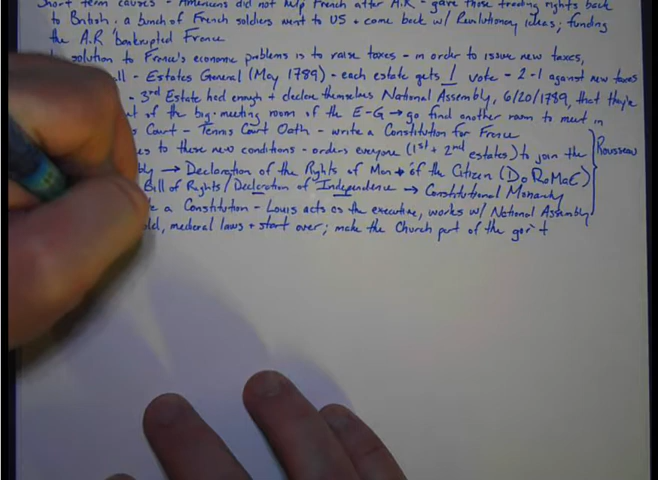 Short term causes - Americans did not help French after A.R. - gave those trading rights back
to British; a bunch of French soldiers went to US + come back w/ Revolutionary ideas; funding
the A.R. bankrupted France
solution to France's economic problems is to raise taxes - in order to issue new taxes,
ll - Estates General (May 1789) - each estate gets 1 vote - 2-1 against new taxes
- 3rd Estate had enough + declare themselves National Assembly, 6/20/1789, that they're
t of the big meeting room of the E-G → go find another room to meet in
s Court - Tennis Court Oath - write a Constitution for France
es to these new conditions - orders everyone (1st + 2nd estates) to join the
Rousseau
bly → Declaration of the Rights of Man + of the Citizen (DoRoMaC)
Bill of Rights/Declaration of Independence → Constitutional Monarchy
e a Constitution - Louis acts as the executive, works w/ National Assembly
old, medieval laws + start over; make the Church part of the gov't